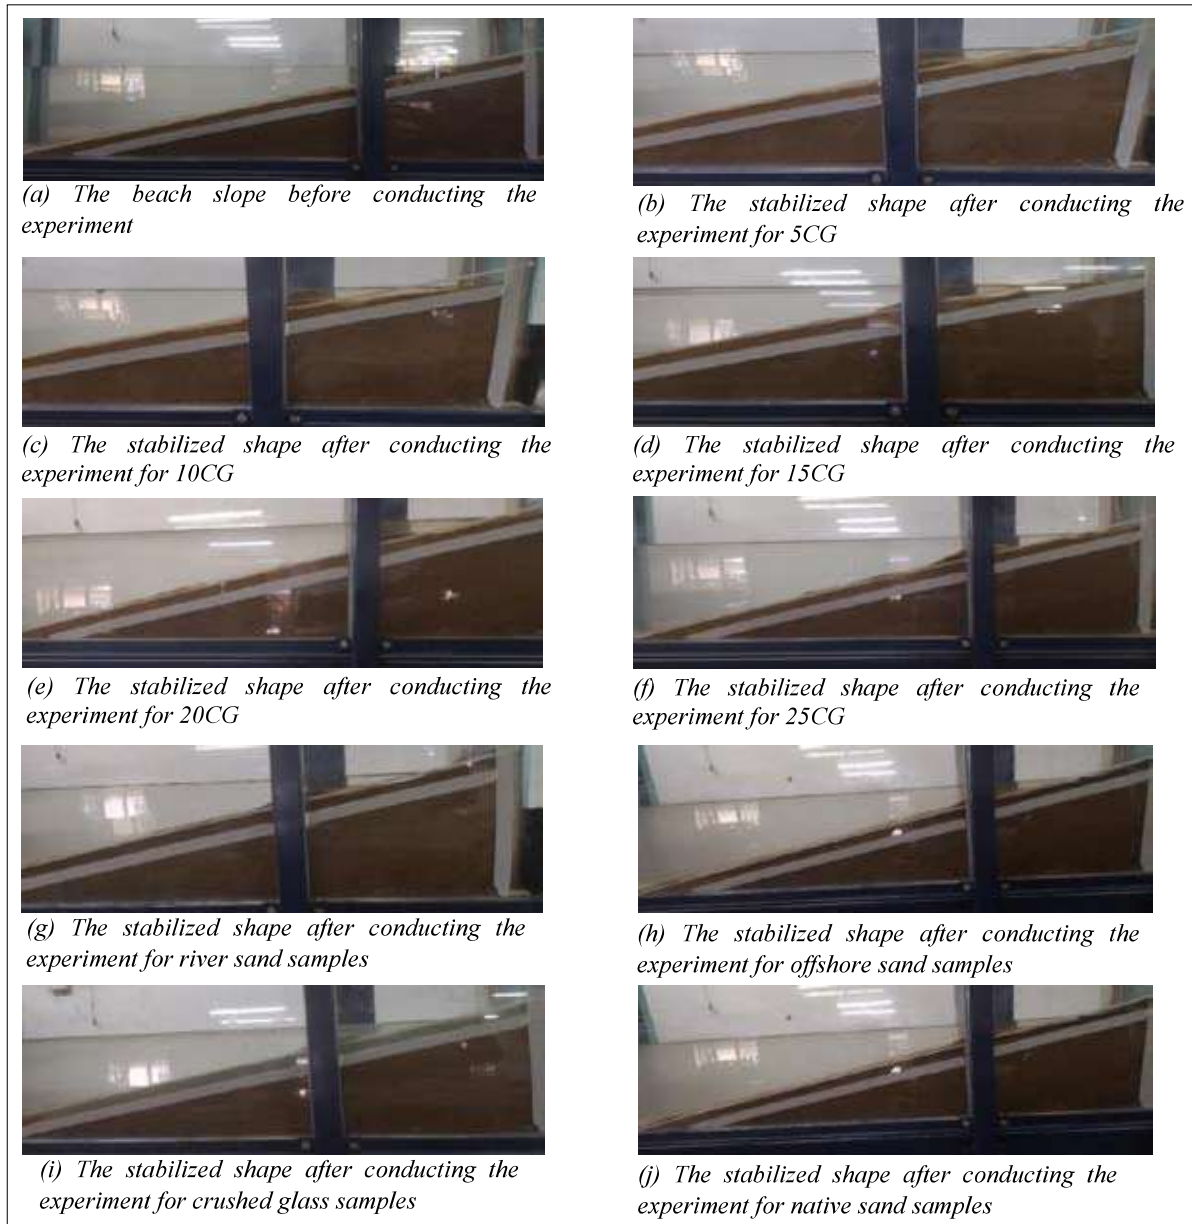 (a) The beach slope before conducting the
experiment
(b) The stabilized shape after conducting the
experiment for 5CG
(c) The stabilized shape after conducting the
experiment for 10CG
(d) The stabilized shape after conducting the
experiment for 15CG
(e) The stabilized shape after conducting the
experiment for 20CG
(f) The stabilized shape after conducting the
experiment for 25CG
(g) The stabilized shape after conducting the
experiment for river sand samples
(h) The stabilized shape after conducting the
experiment for offshore sand samples
(i) The stabilized shape after conducting the
experiment for crushed glass samples
(j) The stabilized shape after conducting the
experiment for native sand samples